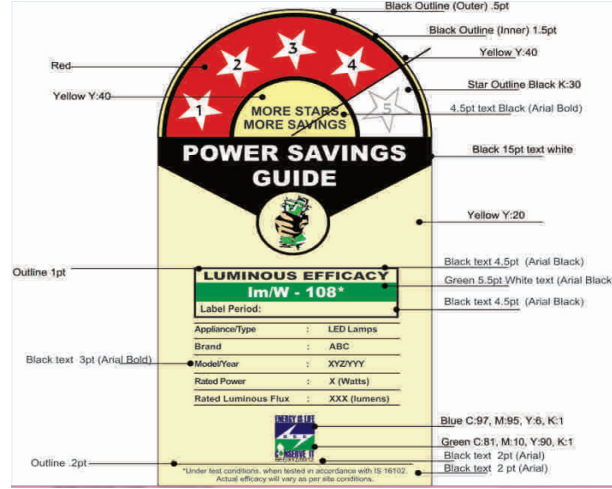 Black Outline (Outer) .5pt
Black Outline (Inner) 1.5pt
Yellow Y:40
Red
Yellow Y:40
Star Outline Black K:30
4.5pt text Black (Arial Bold)
1 2 3 4 5
MORE STARS
MORE SAVINGS
POWER SAVINGS
GUIDE
Black 15pt text white
Yellow Y:20
Outline 1pt
Black text 4.5pt (Arial Black)
LUMINOUS EFFICACY
Green 5.5pt White text (Arial Black
lm/W - 108*
Black text 4.5pt (Arial Black)
Label Period:
Appliance/Type : LED Lamps
Brand : ABC
Black text 3pt (Arial Bold)
Model/Year : XYZ/YYY
Rated Power : X (Watts)
Rated Luminous Flux : XXX (lumens)
ENERGY IS LIFE
Blue C:97, M:95, Y:6, K:1
Green C:81, M:10, Y:90, K:1
CONSERVE IT
Black text 2pt (Arial)
Outline .2pt
Black text 2 pt (Arial)
*Under test conditions, when tested in accordance with IS 16102.
Actual efficacy will vary as per site conditions.